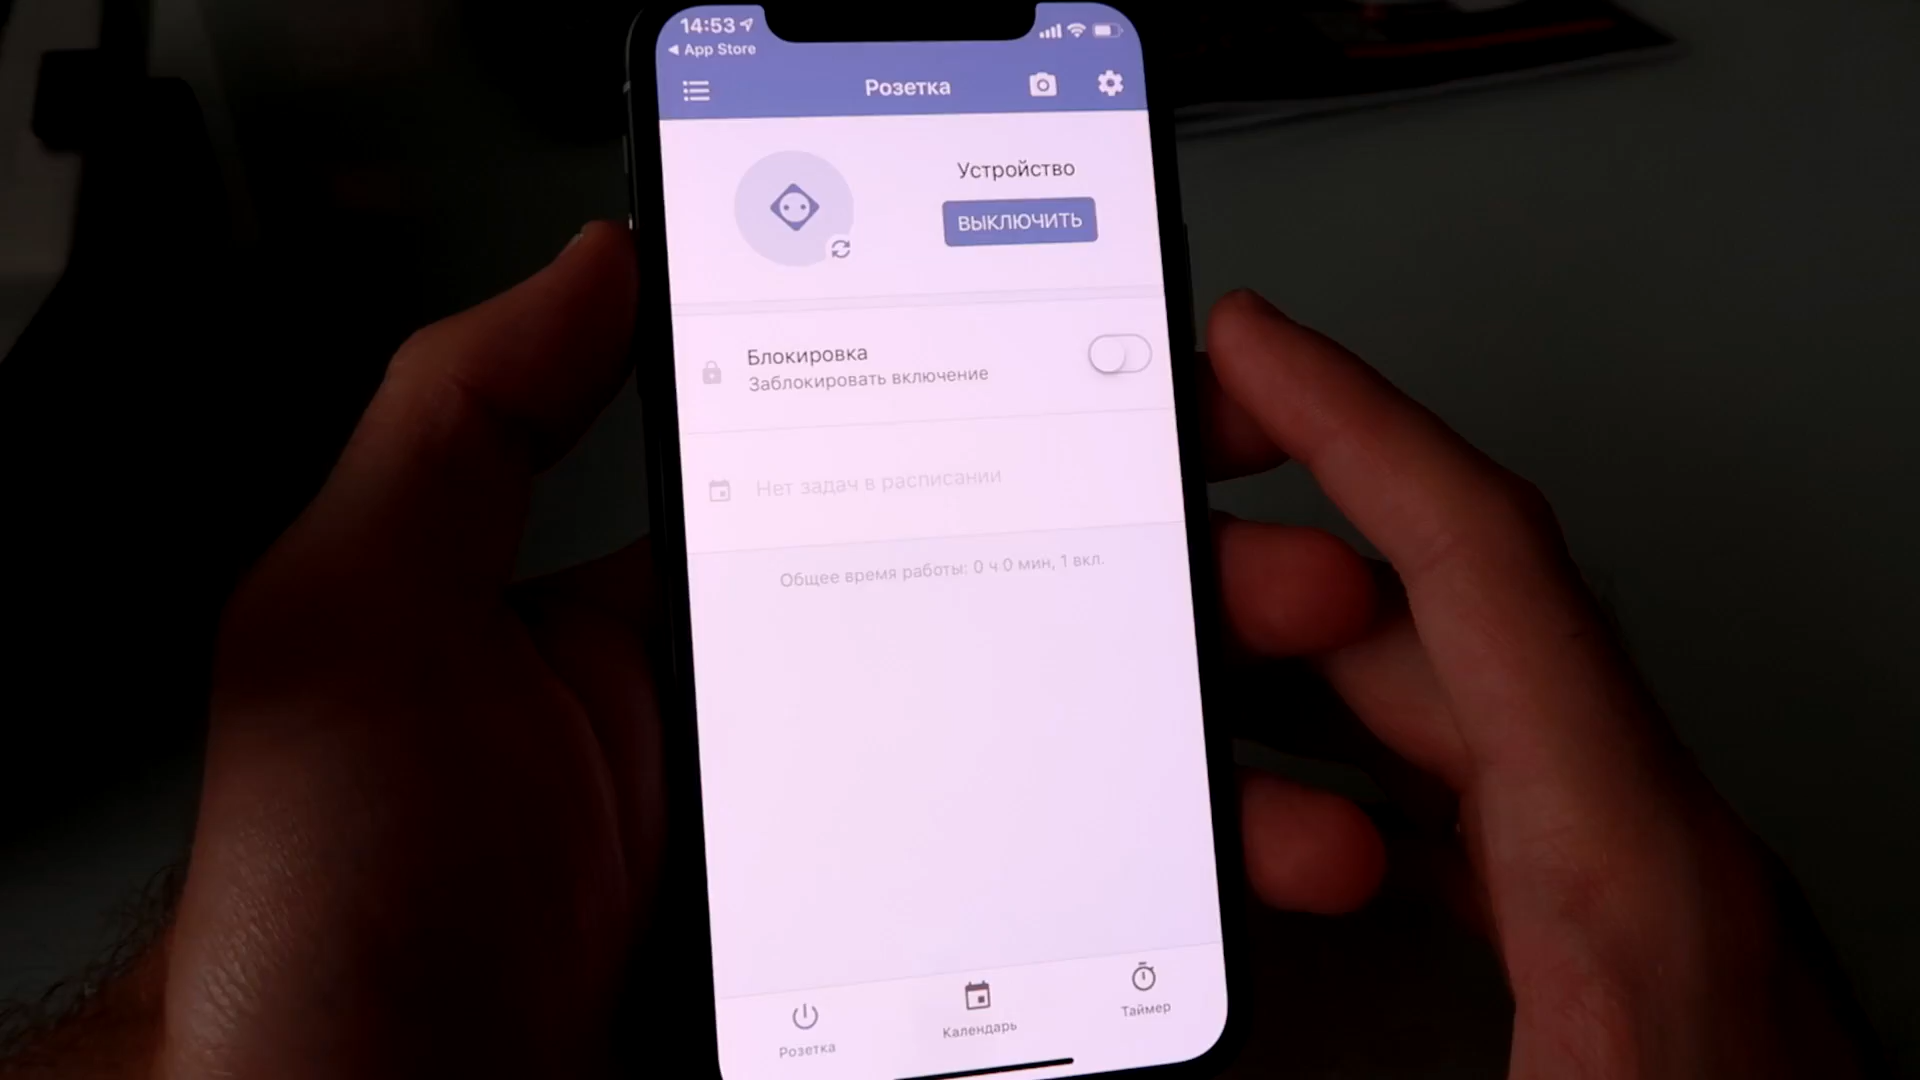 14:53
App Store
Розетка
Устройство
ВЫКЛЮЧИТЬ
Блокировка
Заблокировать включение
Нет задач в расписании
Общее время работы: 0 ч 0 мин, 1 вкл.
Розетка
Календарь
Таймер